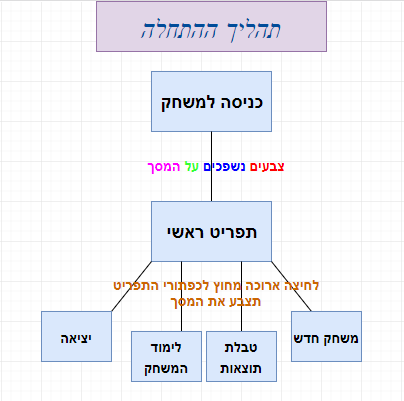 תהליך ההתחלה
כניסה למשחק
צבעים נשפכים על המסך
תפריט ראשי
לחיצה ארוכה מחוץ לכפתורי התפריט
תצבע את המסך
משחק חדש
טבלת
תוצאות
לימוד
המשחק
יציאה